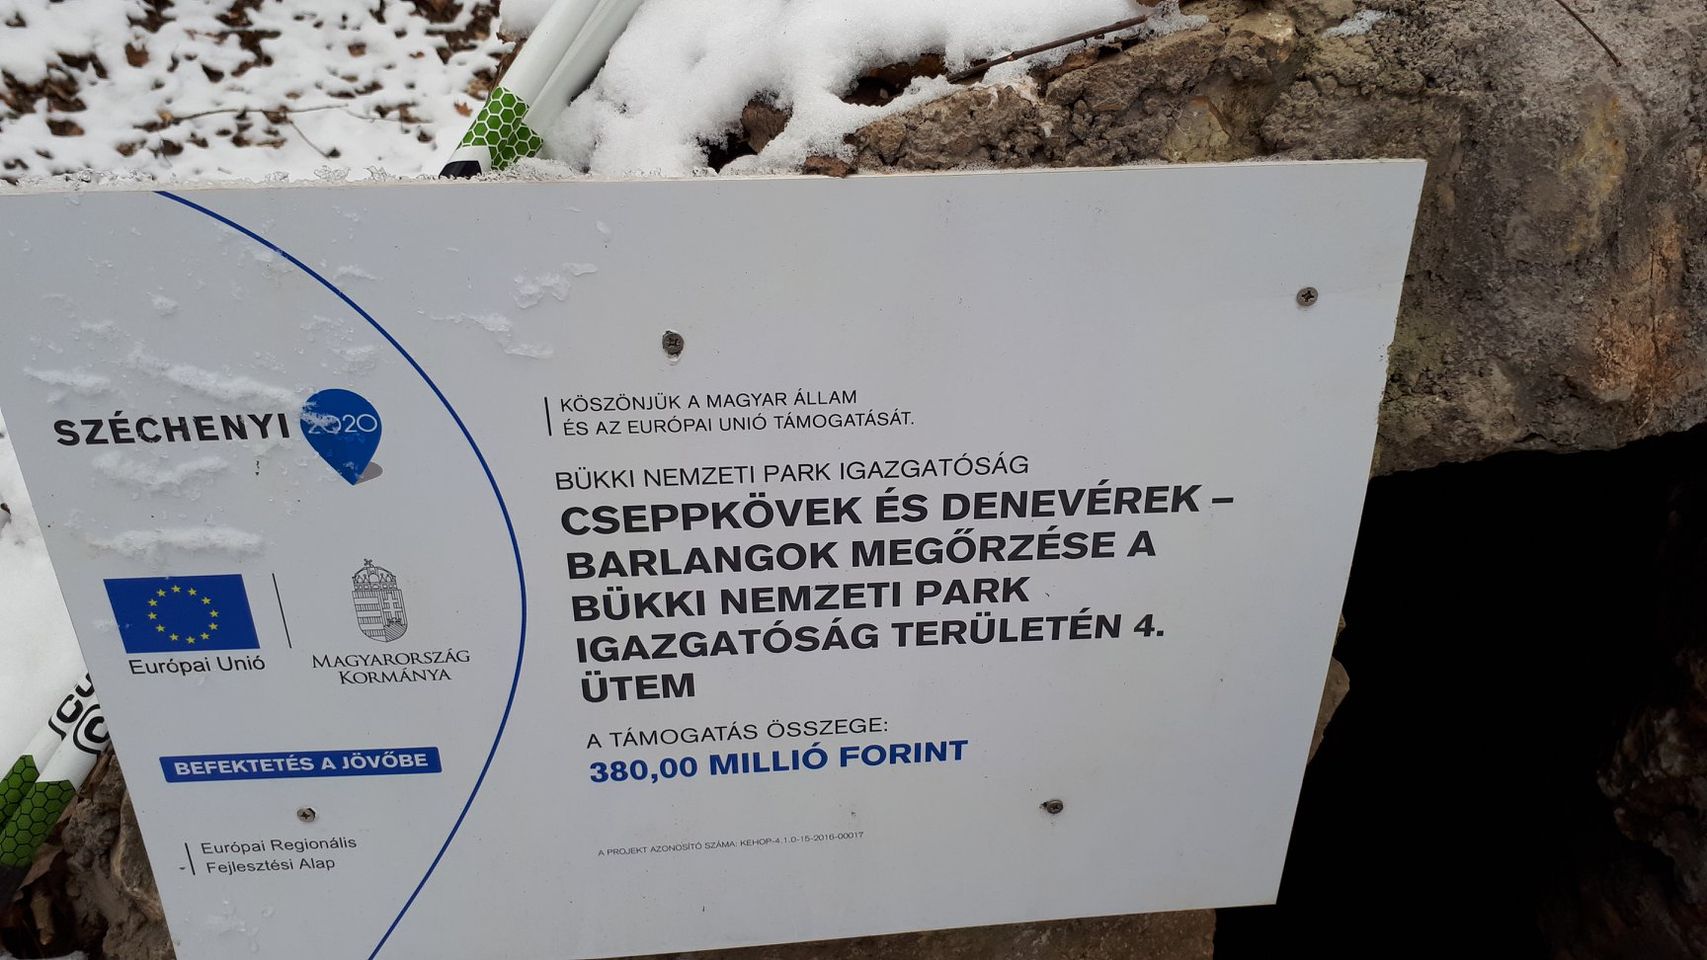 SZÉCHENYI 2020
Európai Unió
MAGYARORSZÁG
KORMÁNYA
BEFEKTETÉS A JÖVŐBE
Európai Regionális
Fejlesztési Alap
KÖSZÖNJÜK A MAGYAR ÁLLAM
ÉS AZ EURÓPAI UNIÓ TÁMOGATÁSÁT.
BÜKKI NEMZETI PARK IGAZGATÓSÁG
CSEPPKÖVEK ÉS DENEVÉREK –
BARLANGOK MEGŐRZÉSE A
BÜKKI NEMZETI PARK
IGAZGATÓSÁG TERÜLETÉN 4.
ÜTEM
A TÁMOGATÁS ÖSSZEGE:
380,00 MILLIÓ FORINT
A PROJEKT AZONOSÍTÓ SZÁMA: KEHOP-4.1.0-15-2016-00017